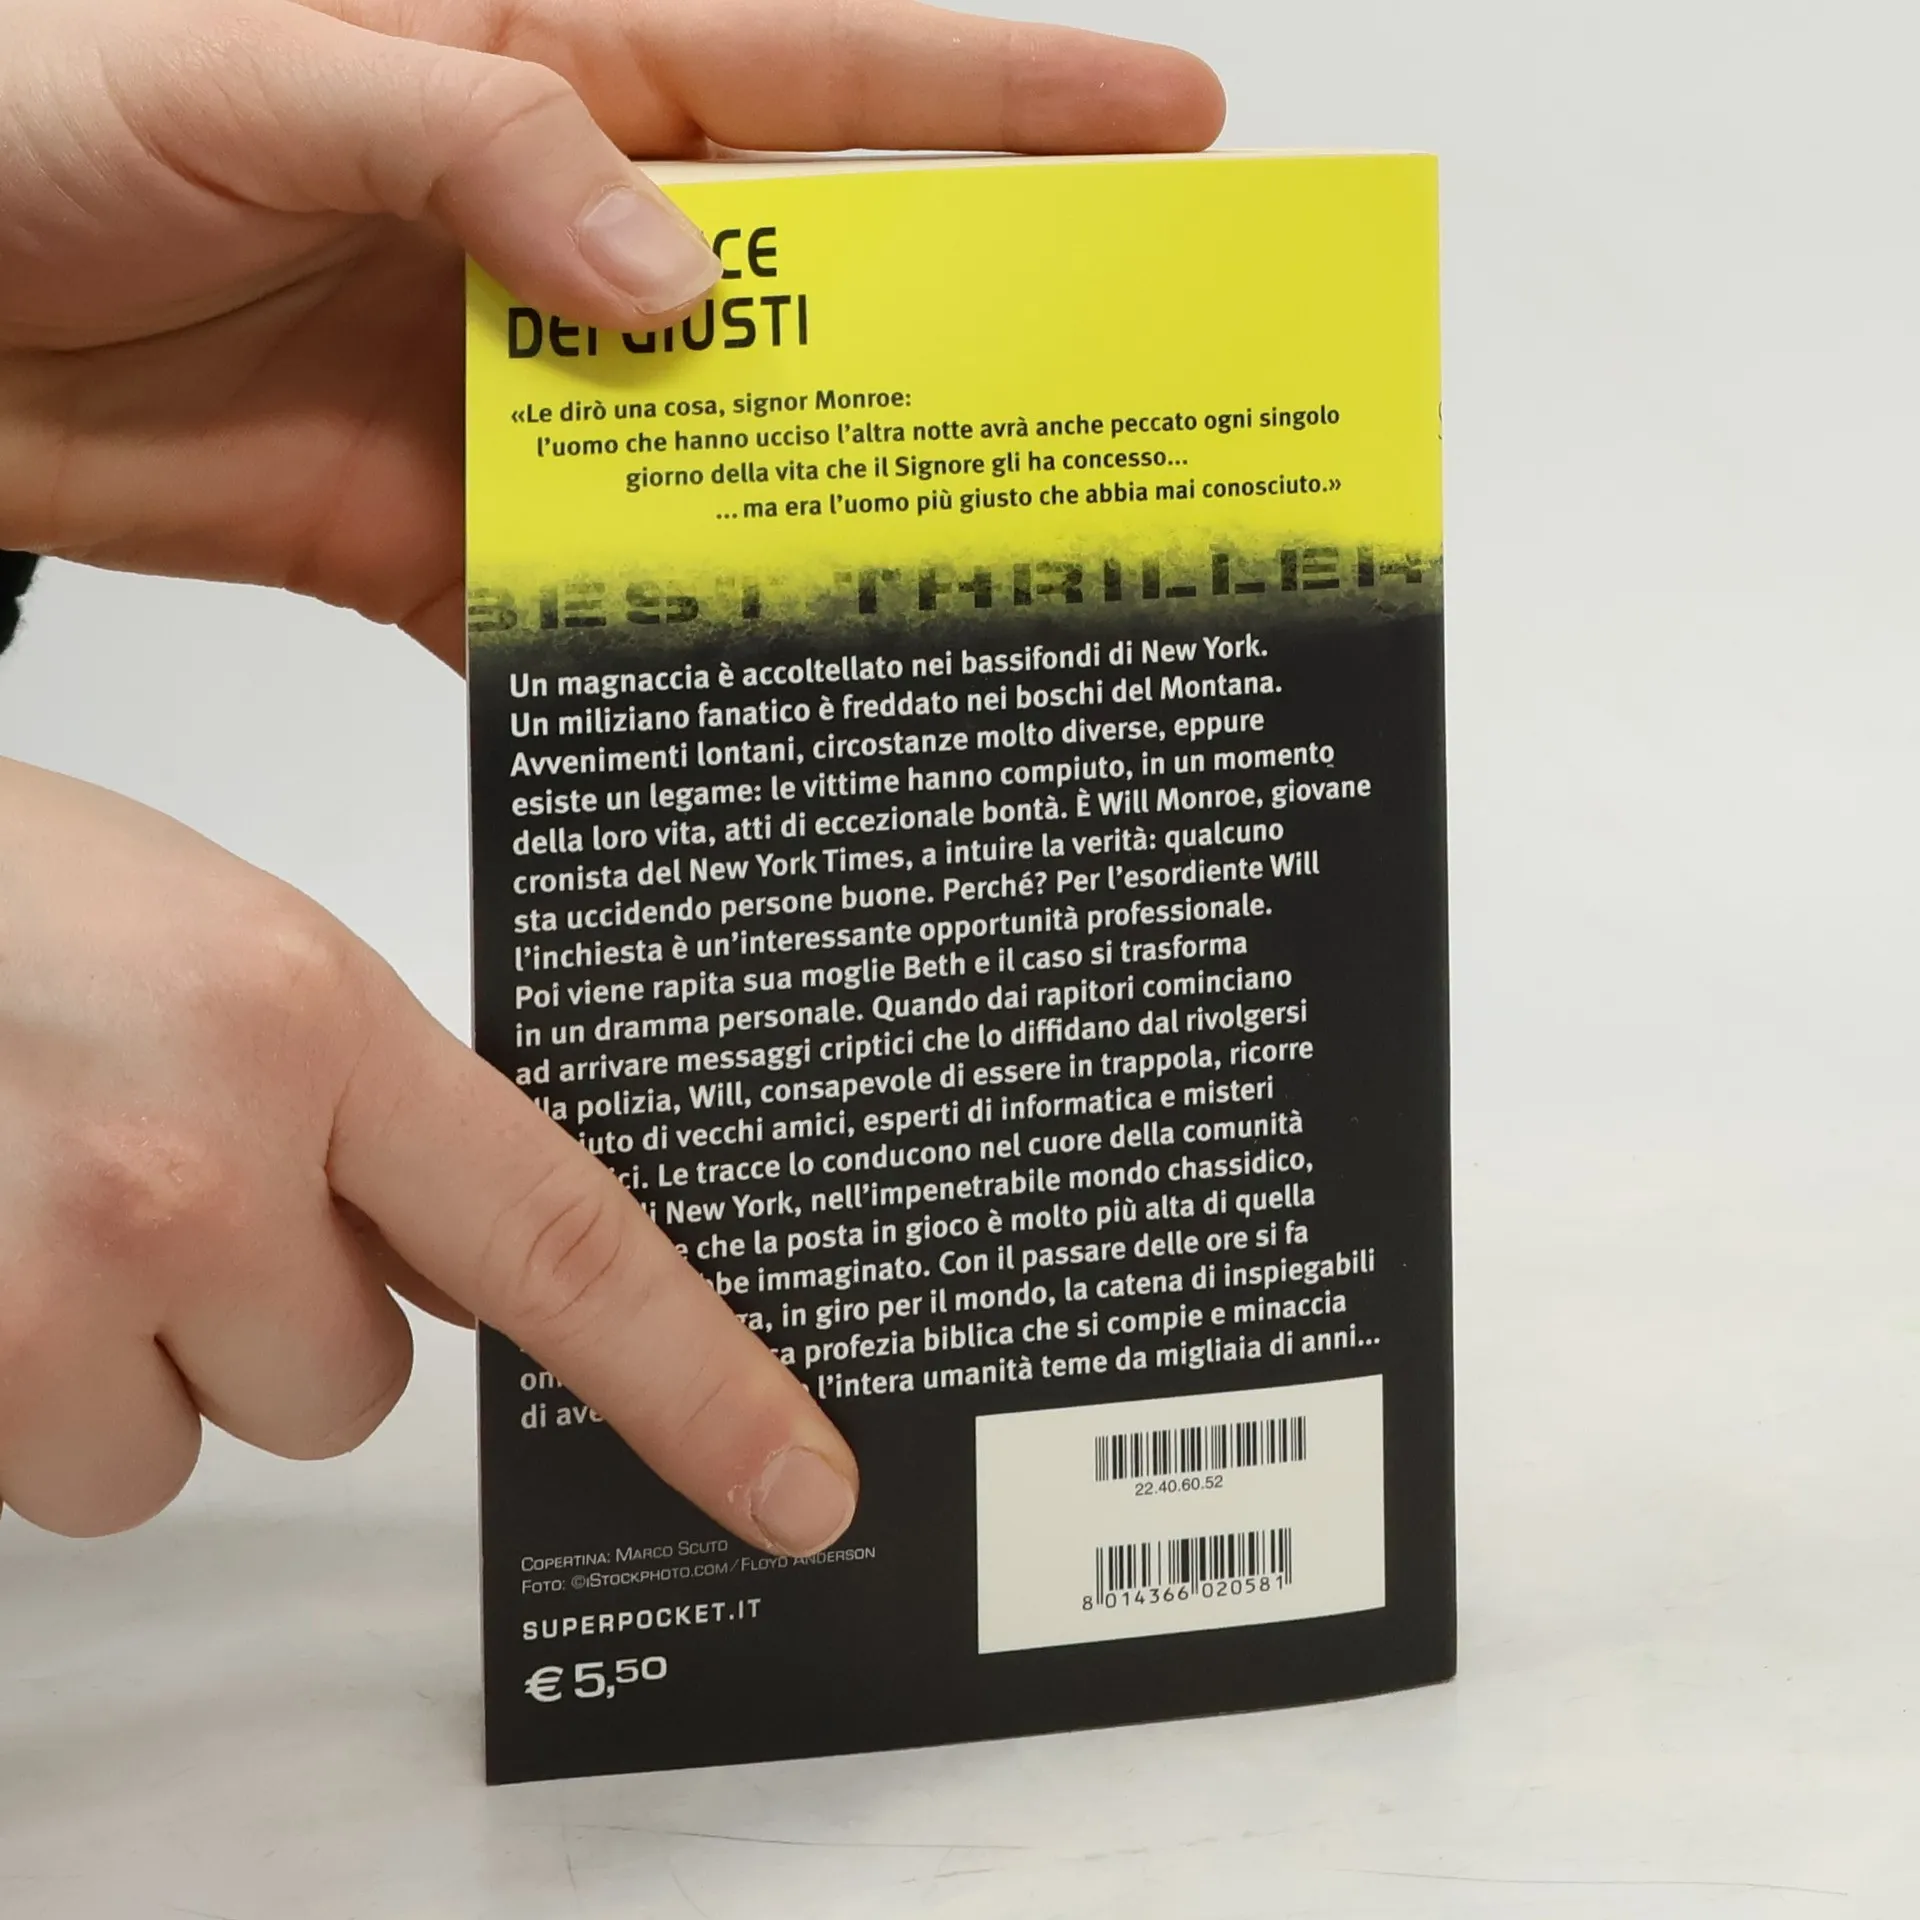 CE
DEI GIUSTI
«Le dirò una cosa, signor Monroe:
l'uomo che hanno ucciso l'altra notte avrà anche peccato ogni singolo
giorno della vita che il Signore gli ha concesso...
... ma era l'uomo più giusto che abbia mai conosciuto.»
BEST THRILLER
Un magnaccia è accoltellato nei bassifondi di New York.
Un miliziano fanatico è freddato nei boschi del Montana.
Avvenimenti lontani, circostanze molto diverse, eppure
esiste un legame: le vittime hanno compiuto, in un momento
della loro vita, atti di eccezionale bontà. È Will Monroe, giovane
cronista del New York Times, a intuire la verità: qualcuno
sta uccidendo persone buone. Perché? Per l'esordiente Will
l'inchiesta è un'interessante opportunità professionale.
Poi viene rapita sua moglie Beth e il caso si trasforma
in un dramma personale. Quando dai rapitori cominciano
ad arrivare messaggi criptici che lo diffidano dal rivolgersi
lla polizia, Will, consapevole di essere in trappola, ricorre
iuto di vecchi amici, esperti di informatica e misteri
ci. Le tracce lo conducono nel cuore della comunità
i New York, nell'impenetrabile mondo chassidico,
e che la posta in gioco è molto più alta di quella
bbe immaginato. Con il passare delle ore si fa
ga, in giro per il mondo, la catena di inspiegabili
om a profezia biblica che si compie e minaccia
di ave l'intera umanità teme da migliaia di anni...
22.40.60.52
8 014366 020581
COPERTINA: MARCO SCUTO
FOTO: ©ISTOCKPHOTO.COM/FLOYD ANDERSON
SUPERPOCKET.IT
€ 5,50